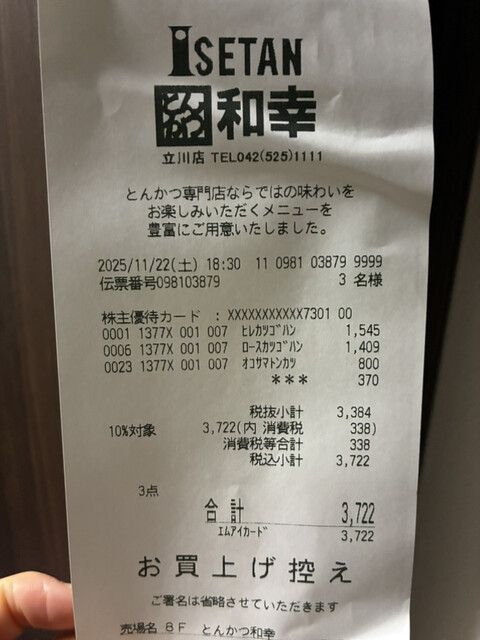 ISETAN
和幸
立川店 TEL042(525)1111
とんかつ専門店ならではの味わいを
お楽しみいただくメニューを
豊富にご用意いたしました。
2025/11/22(土) 18:30 11 0981 03879 9999
伝票番号098103879 3 名様
株主優待カード : XXXXXXXXXXX7301 00
0001 1377X 001 007 ﾋﾚｶﾂｺﾞﾊﾝ 1,545
0006 1377X 001 007 ﾛｰｽｶﾂｺﾞﾊﾝ 1,409
0023 1377X 001 007 ｵｺｻﾏﾄﾝｶﾂ 800
*** 370
税抜小計 3,384
10%対象 3,722(内 消費税 338)
消費税等合計 338
税込小計 3,722
3点
合計 3,722
ｴﾑｱｲｶｰﾄﾞ 3,722
お買上げ控え
ご署名は省略させていただきます
売場名 8F とんかつ和幸